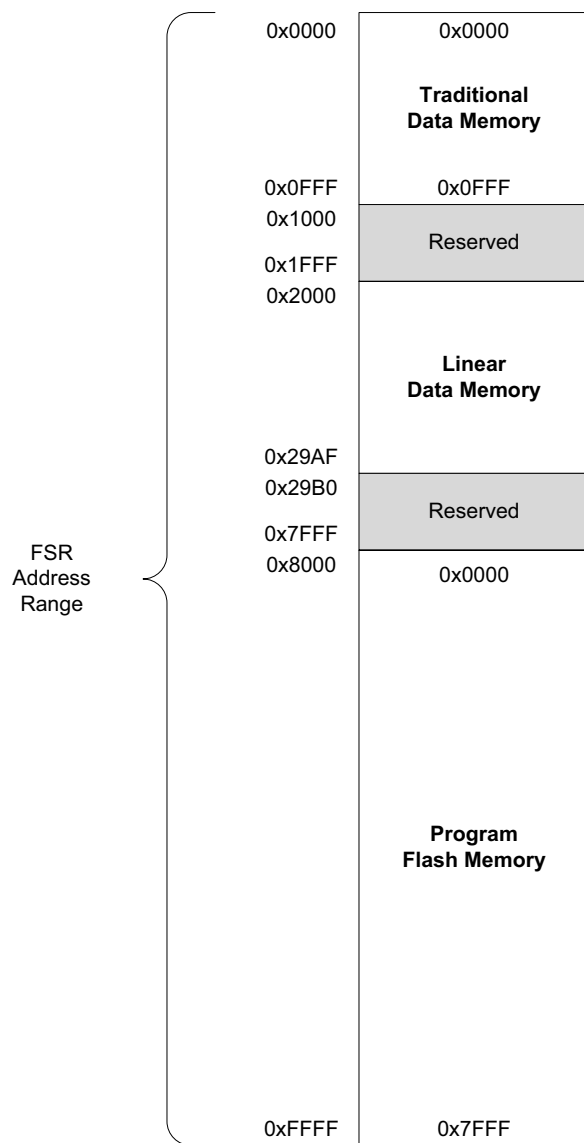 0x0000 0x0000
Traditional
Data Memory
0x0FFF 0x0FFF
0x1000
Reserved
0x1FFF
0x2000
Linear
Data Memory
0x29AF
0x29B0
Reserved
0x7FFF
0x8000 0x0000
FSR
Address
Range
Program
Flash Memory
0xFFFF 0x7FFF